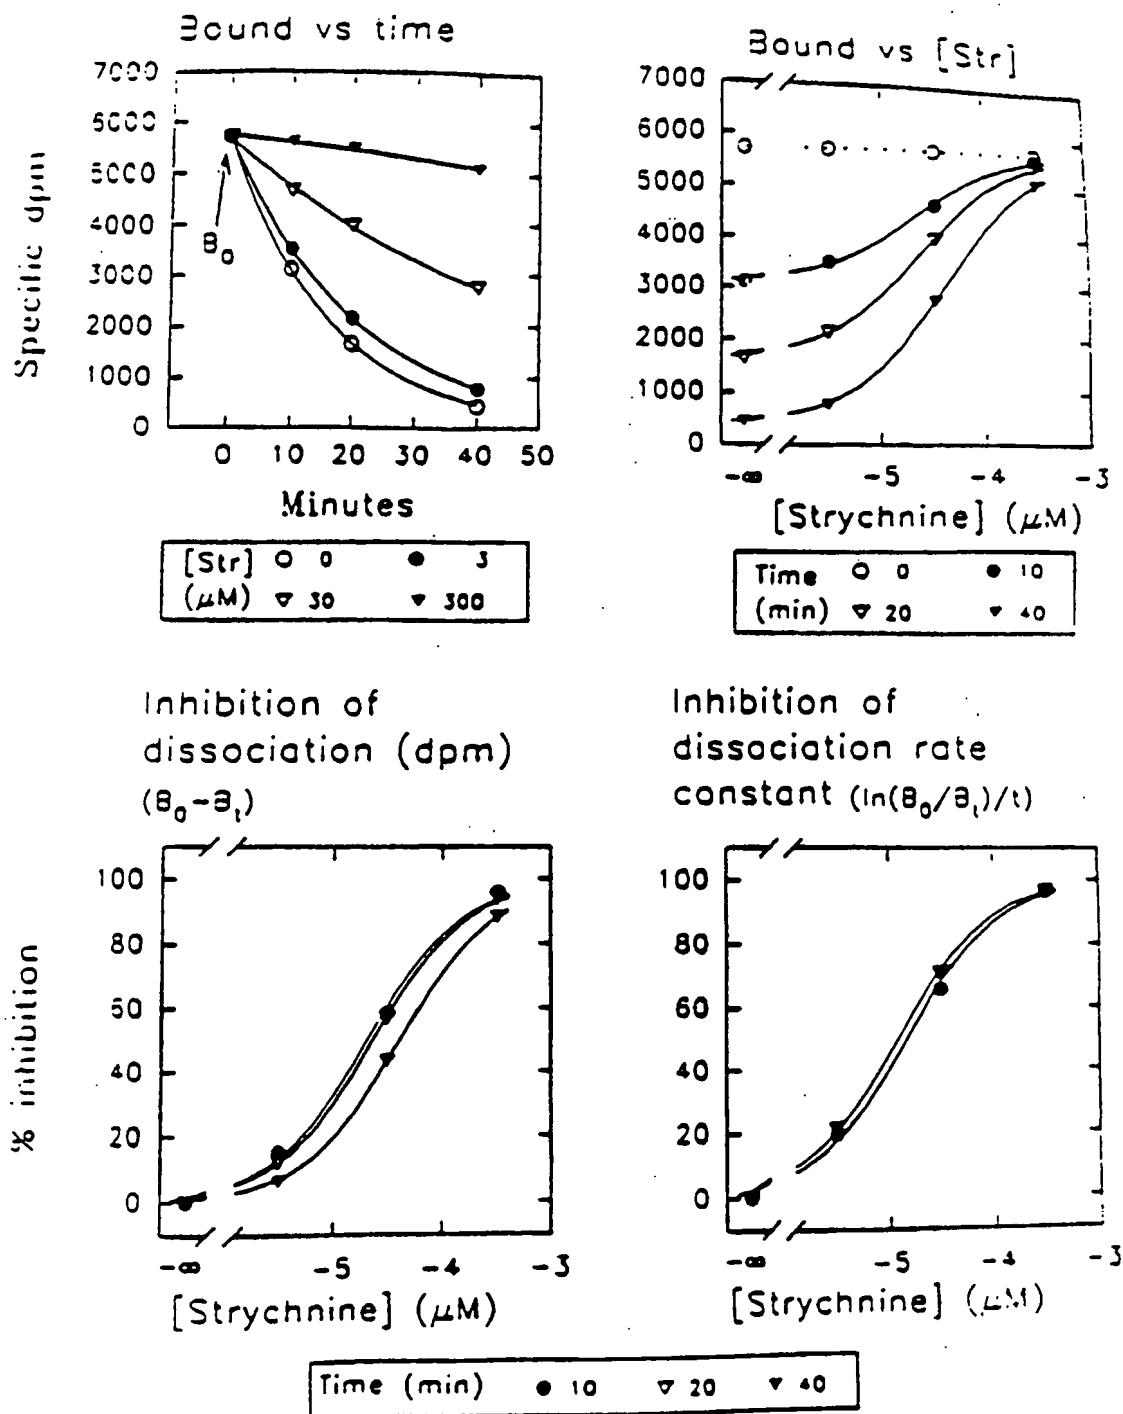 Bound vs time
7000
6000
5000
4000
3000
2000
1000
0
Specific dpm
B0
0 10 20 30 40 50
Minutes
[Str] ○ 0 ● 3
(μM) ▽ 30 ▼ 300
Bound vs [Str]
7000
6000
5000
4000
3000
2000
1000
0
-∞ -5 -4 -3
[Strychnine] (μM)
Time ○ 0 ● 10
(min) ▽ 20 ▼ 40
Inhibition of
dissociation (dpm)
(B0-Bt)
100
80
60
40
20
0
% inhibition
-∞ -5 -4 -3
[Strychnine] (μM)
Inhibition of
dissociation rate
constant (ln(B0/Bt)/t)
100
80
60
40
20
0
-∞ -5 -4 -3
[Strychnine] (μM)
Time (min) ● 10 ▽ 20 ▼ 40